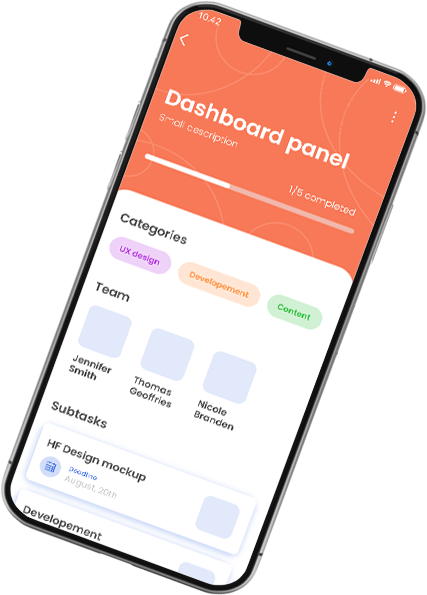 10.42
Dashboard panel
Small description
1/5 completed
Categories
UX design
Developement
Content
Team
Jennifer
Smith
Thomas
Geoffries
Nicole
Branden
Subtasks
HF Design mockup
Deadline
August, 20th
Developement